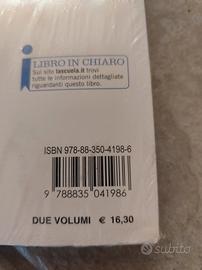 i
LIBRO IN CHIARO
Sul sito lascuola.it trovi
tutte le informazioni dettagliate
riguardanti questo libro.
ISBN 978-88-350-4198-6
9 788835 041986
DUE VOLUMI € 16,30
subito